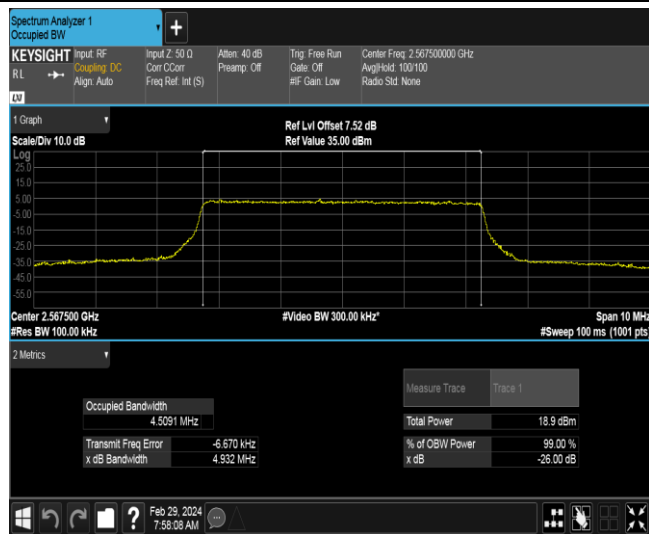 Spectrum Analyzer 1
Occupied BW
+
KEYSIGHT Input: RF Input Z: 50 Ω Atten: 40 dB Trig: Free Run Center Freq: 2.567500000 GHz
RL Coupling: DC Corr CCorr Preamp: Off Gate: Off Avg|Hold: 100/100
Align: Auto Freq Ref: Int (S) #IF Gain: Low Radio Std: None
LXI
1 Graph
Ref Lvl Offset 7.52 dB
Scale/Div 10.0 dB Ref Value 35.00 dBm
Log
25.0
15.0
5.00
-5.00
-15.0
-25.0
-35.0
-45.0
-55.0
Center 2.567500 GHz #Video BW 300.00 kHz* Span 10 MHz
#Res BW 100.00 kHz #Sweep 100 ms (1001 pts)
2 Metrics
Measure Trace Trace 1
Occupied Bandwidth
4.5091 MHz Total Power 18.9 dBm
Transmit Freq Error -6.670 kHz % of OBW Power 99.00 %
x dB Bandwidth 4.932 MHz x dB -26.00 dB
? Feb 29, 2024
7:58:08 AM